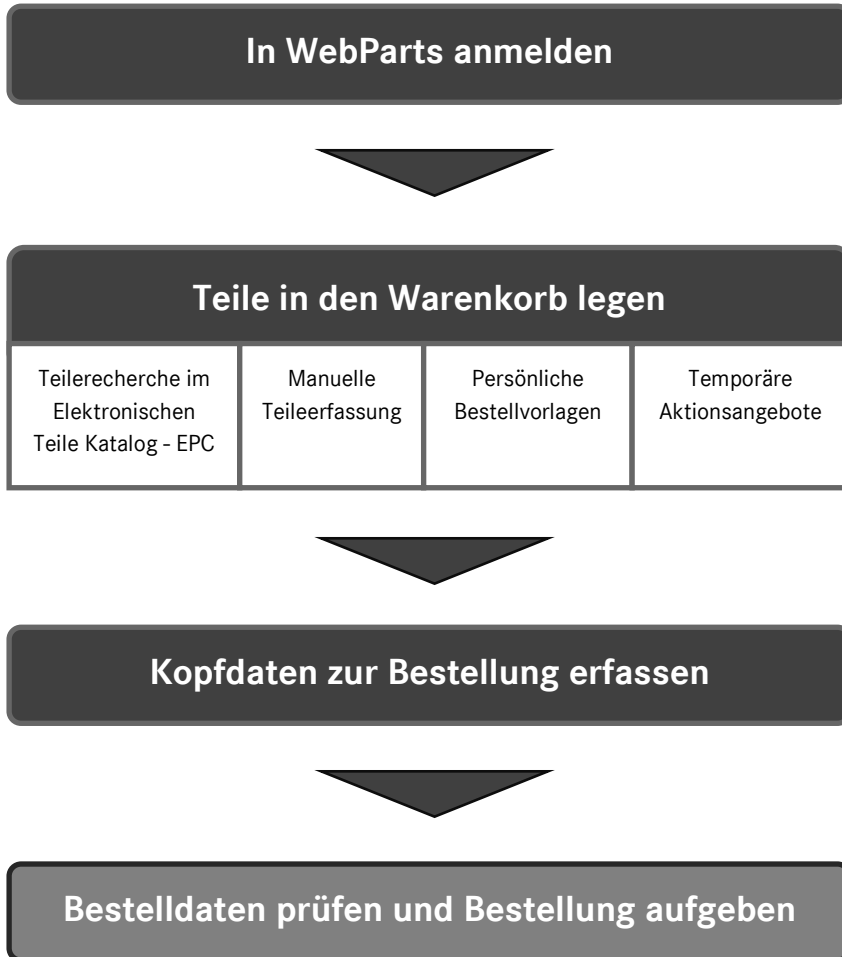 In WebParts anmelden
Teile in den Warenkorb legen
Teilerecherche im
Elektronischen
Teile Katalog - EPC
Manuelle
Teileerfassung
Persönliche
Bestellvorlagen
Temporäre
Aktionsangebote
Kopfdaten zur Bestellung erfassen
Bestelldaten prüfen und Bestellung aufgeben